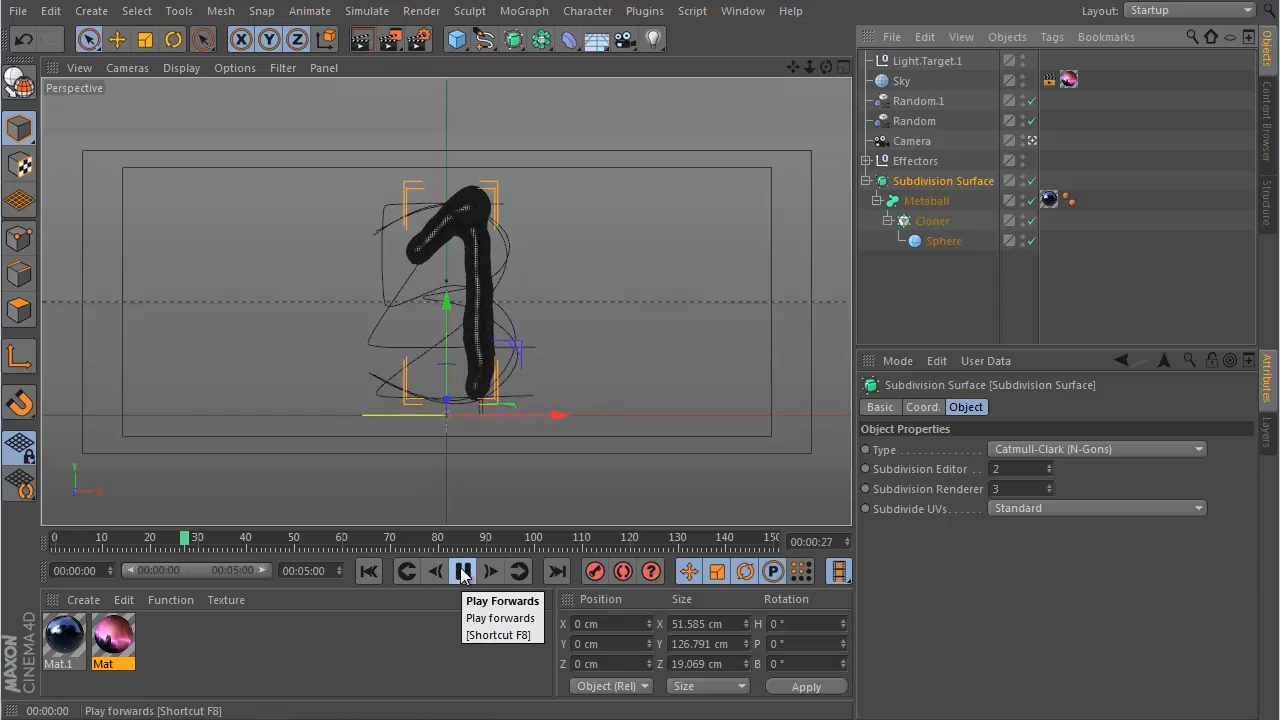 File Edit Create Select Tools Mesh Snap Animate Simulate Render Sculpt MoGraph Character Plugins Script Window Help Layout: Startup
X Y Z
File Edit View Objects Tags Bookmarks
View Cameras Display Options Filter Panel
Perspective
Light.Target.1
Sky
Random.1
Random
Camera
Effectors
Subdivision Surface
Metaball
Cloner
Sphere
Objects
Content Browser
Structure
Mode Edit User Data
Subdivision Surface [Subdivision Surface]
Basic Coord. Object
Object Properties
Type Catmull-Clark (N-Gons)
Subdivision Editor 2
Subdivision Renderer 3
Subdivide UVs Standard
Attributes
Layers
Y
X
0 10 20 30 40 50 60 70 80 90 100 110 120 130 140 150 00:00:27
00:00:00 00:00:00 00:05:00 00:05:00
P
Play Forwards
Play forwards
[Shortcut F8]
Create Edit Function Texture
Mat.1 Mat
Position Size Rotation
X 0 cm X 51.585 cm H 0 °
Y 0 cm Y 126.791 cm P 0 °
Z 0 cm Z 19.069 cm B 0 °
Object (Rel) Size Apply
MAXON
CINEMA 4D
00:00:00 Play forwards [Shortcut F8]